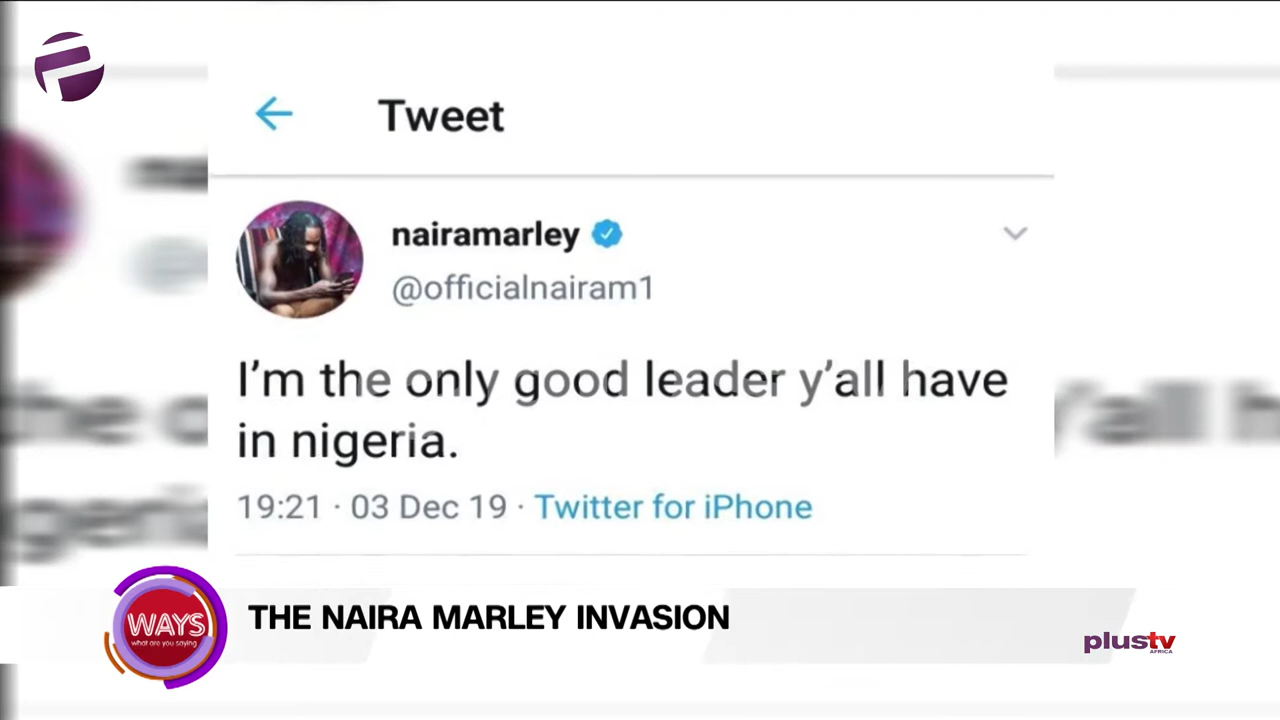 Tweet
nairamarley
@officialnairam1
I'm the only good leader y'all have
in nigeria.
19:21 · 03 Dec 19 · Twitter for iPhone
THE NAIRA MARLEY INVASION
WAYS
what are you saying
plustv
AFRICA